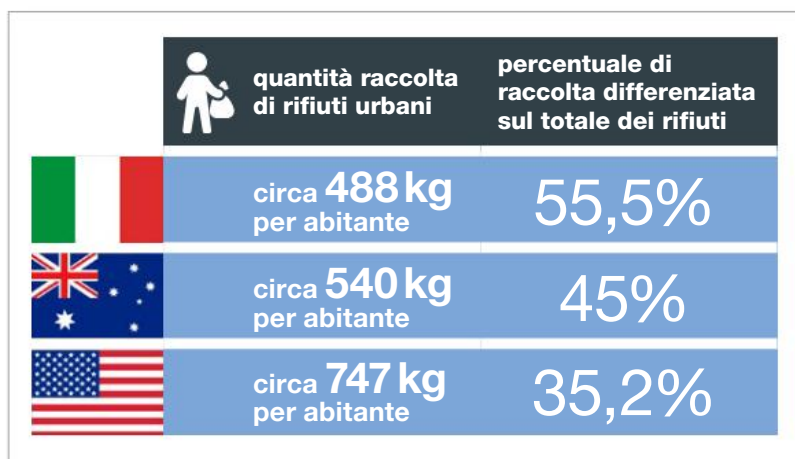 quantità raccolta
di rifiuti urbani
percentuale di
raccolta differenziata
sul totale dei rifiuti
circa 488 kg
per abitante
55,5%
circa 540 kg
per abitante
45%
circa 747 kg
per abitante
35,2%